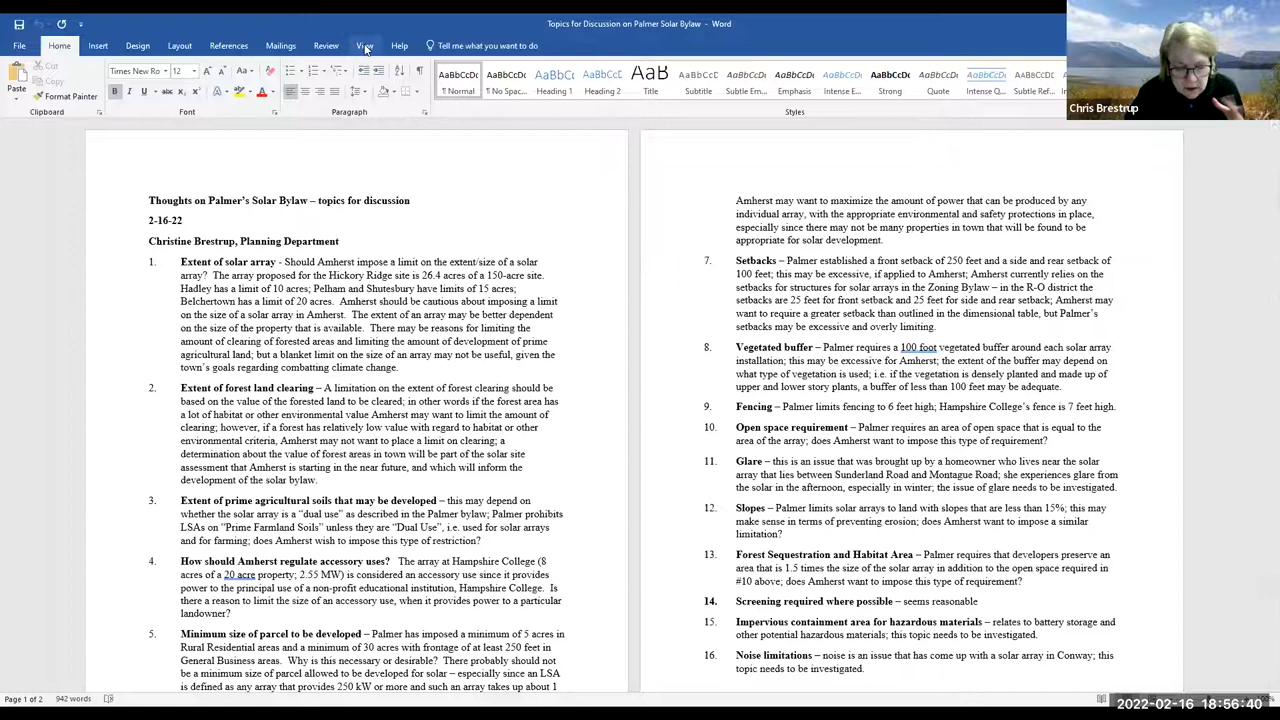 Topics for Discussion on Palmer Solar Bylaw - Word
File Home Insert Design Layout References Mailings Review View Help Tell me what you want to do
Paste
Cut
Copy
Format Painter
Times New Ro 12
AaBbCcDc AaBbCcDc AaBbCc AaBbCcD AaB AaBbCcD AaBbCcDc AaBbCcDc AaBbCcDc AaBbCcDc AaBbCcDc AaBbCcDc
¶ Normal ¶ No Spac... Heading 1 Heading 2 Title Subtitle Subtle Em... Emphasis Intense E... Strong Quote Intense Q... Subtle Ref...
Clipboard Font Paragraph Styles
Chris Brestrup
Thoughts on Palmer's Solar Bylaw – topics for discussion
2-16-22
Christine Brestrup, Planning Department
1. Extent of solar array - Should Amherst impose a limit on the extent/size of a solar
array? The array proposed for the Hickory Ridge site is 26.4 acres of a 150-acre site.
Hadley has a limit of 10 acres; Pelham and Shutesbury have limits of 15 acres;
Belchertown has a limit of 20 acres. Amherst should be cautious about imposing a limit
on the size of a solar array in Amherst. The extent of an array may be better dependent
on the size of the property that is available. There may be reasons for limiting the
amount of clearing of forested areas and limiting the amount of development of prime
agricultural land; but a blanket limit on the size of an array may not be useful, given the
town's goals regarding combatting climate change.
2. Extent of forest land clearing – A limitation on the extent of forest clearing should be
based on the value of the forested land to be cleared; in other words if the forest area has
a lot of habitat or other environmental value Amherst may want to limit the amount of
clearing; however, if a forest has relatively low value with regard to habitat or other
environmental criteria, Amherst may not want to place a limit on clearing; a
determination about the value of forest areas in town will be part of the solar site
assessment that Amherst is starting in the near future, and which will inform the
development of the solar bylaw.
3. Extent of prime agricultural soils that may be developed – this may depend on
whether the solar array is a "dual use" as described in the Palmer bylaw; Palmer prohibits
LSAs on "Prime Farmland Soils" unless they are "Dual Use", i.e. used for solar arrays
and for farming; does Amherst wish to impose this type of restriction?
4. How should Amherst regulate accessory uses? The array at Hampshire College (8
acres of a 20 acre property; 2.55 MW) is considered an accessory use since it provides
power to the principal use of a non-profit educational institution, Hampshire College. Is
there a reason to limit the size of an accessory use, when it provides power to a particular
landowner?
5. Minimum size of parcel to be developed – Palmer has imposed a minimum of 5 acres in
Rural Residential areas and a minimum of 30 acres with frontage of at least 250 feet in
General Business areas. Why is this necessary or desirable? There probably should not
be a minimum size of parcel allowed to be developed for solar – especially since an LSA
is defined as any array that provides 250 kW or more and such an array takes up about 1
Amherst may want to maximize the amount of power that can be produced by any
individual array, with the appropriate environmental and safety protections in place,
especially since there may not be many properties in town that will be found to be
appropriate for solar development.
7. Setbacks – Palmer established a front setback of 250 feet and a side and rear setback of
100 feet; this may be excessive, if applied to Amherst; Amherst currently relies on the
setbacks for structures for solar arrays in the Zoning Bylaw – in the R-O district the
setbacks are 25 feet for front setback and 25 feet for side and rear setback; Amherst may
want to require a greater setback than outlined in the dimensional table, but Palmer's
setbacks may be excessive and overly limiting.
8. Vegetated buffer – Palmer requires a 100 foot vegetated buffer around each solar array
installation; this may be excessive for Amherst; the extent of the buffer may depend on
what type of vegetation is used; i.e. if the vegetation is densely planted and made up of
upper and lower story plants, a buffer of less than 100 feet may be adequate.
9. Fencing – Palmer limits fencing to 6 feet high; Hampshire College's fence is 7 feet high.
10. Open space requirement – Palmer requires an area of open space that is equal to the
area of the array; does Amherst want to impose this type of requirement?
11. Glare – this is an issue that was brought up by a homeowner who lives near the solar
array that lies between Sunderland Road and Montague Road; she experiences glare from
the solar in the afternoon, especially in winter; the issue of glare needs to be investigated.
12. Slopes – Palmer limits solar arrays to land with slopes that are less than 15%; this may
make sense in terms of preventing erosion; does Amherst want to impose a similar
limitation?
13. Forest Sequestration and Habitat Area – Palmer requires that developers preserve an
area that is 1.5 times the size of the solar array in addition to the open space required in
#10 above; does Amherst want to impose this type of requirement?
14. Screening required where possible – seems reasonable
15. Impervious containment area for hazardous materials – relates to battery storage and
other potential hazardous materials; this topic needs to be investigated.
16. Noise limitations – noise is an issue that has come up with a solar array in Conway; this
topic needs to be investigated.
Page 1 of 2 942 words
2022-02-16 18:56:40